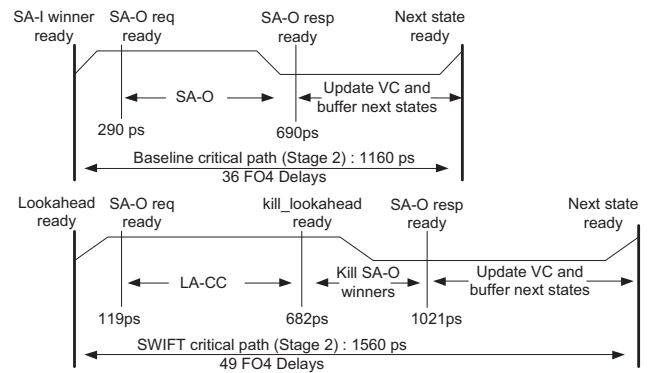 SA-I winner ready
SA-O req ready
SA-O resp ready
Next state ready
SA-O
Update VC and
buffer next states
290 ps
690ps
Baseline critical path (Stage 2) : 1160 ps
36 FO4 Delays
Lookahead ready
SA-O req ready
kill_lookahead ready
SA-O resp ready
Next state ready
LA-CC
Kill SA-O
winners
Update VC and
buffer next states
119ps
682ps
1021ps
SWIFT critical path (Stage 2) : 1560 ps
49 FO4 Delays